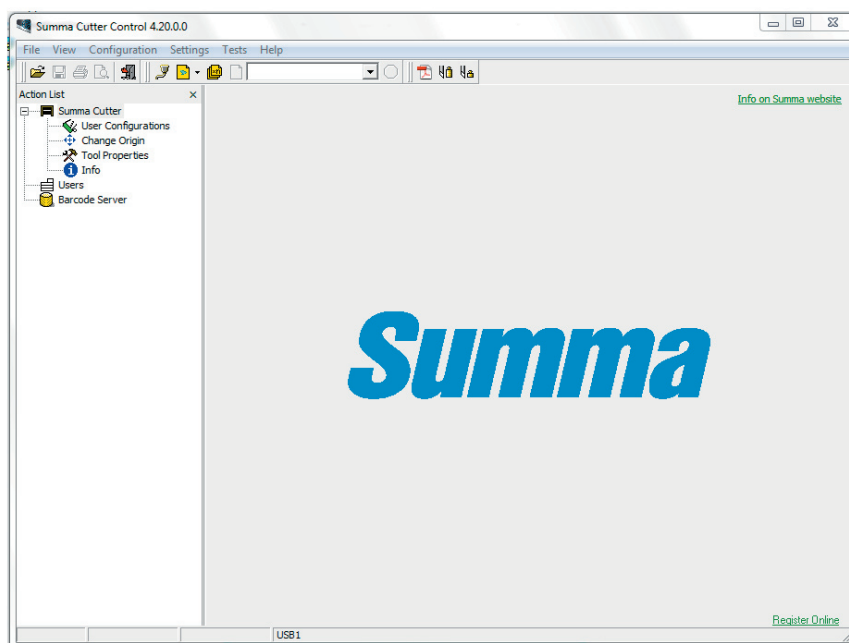 Summa Cutter Control 4.20.0.0
File View Configuration Settings Tests Help
Action List
Info on Summa website
Summa Cutter
User Configurations
Change Origin
Tool Properties
Info
Users
Barcode Server
Summa
Register Online
USB1